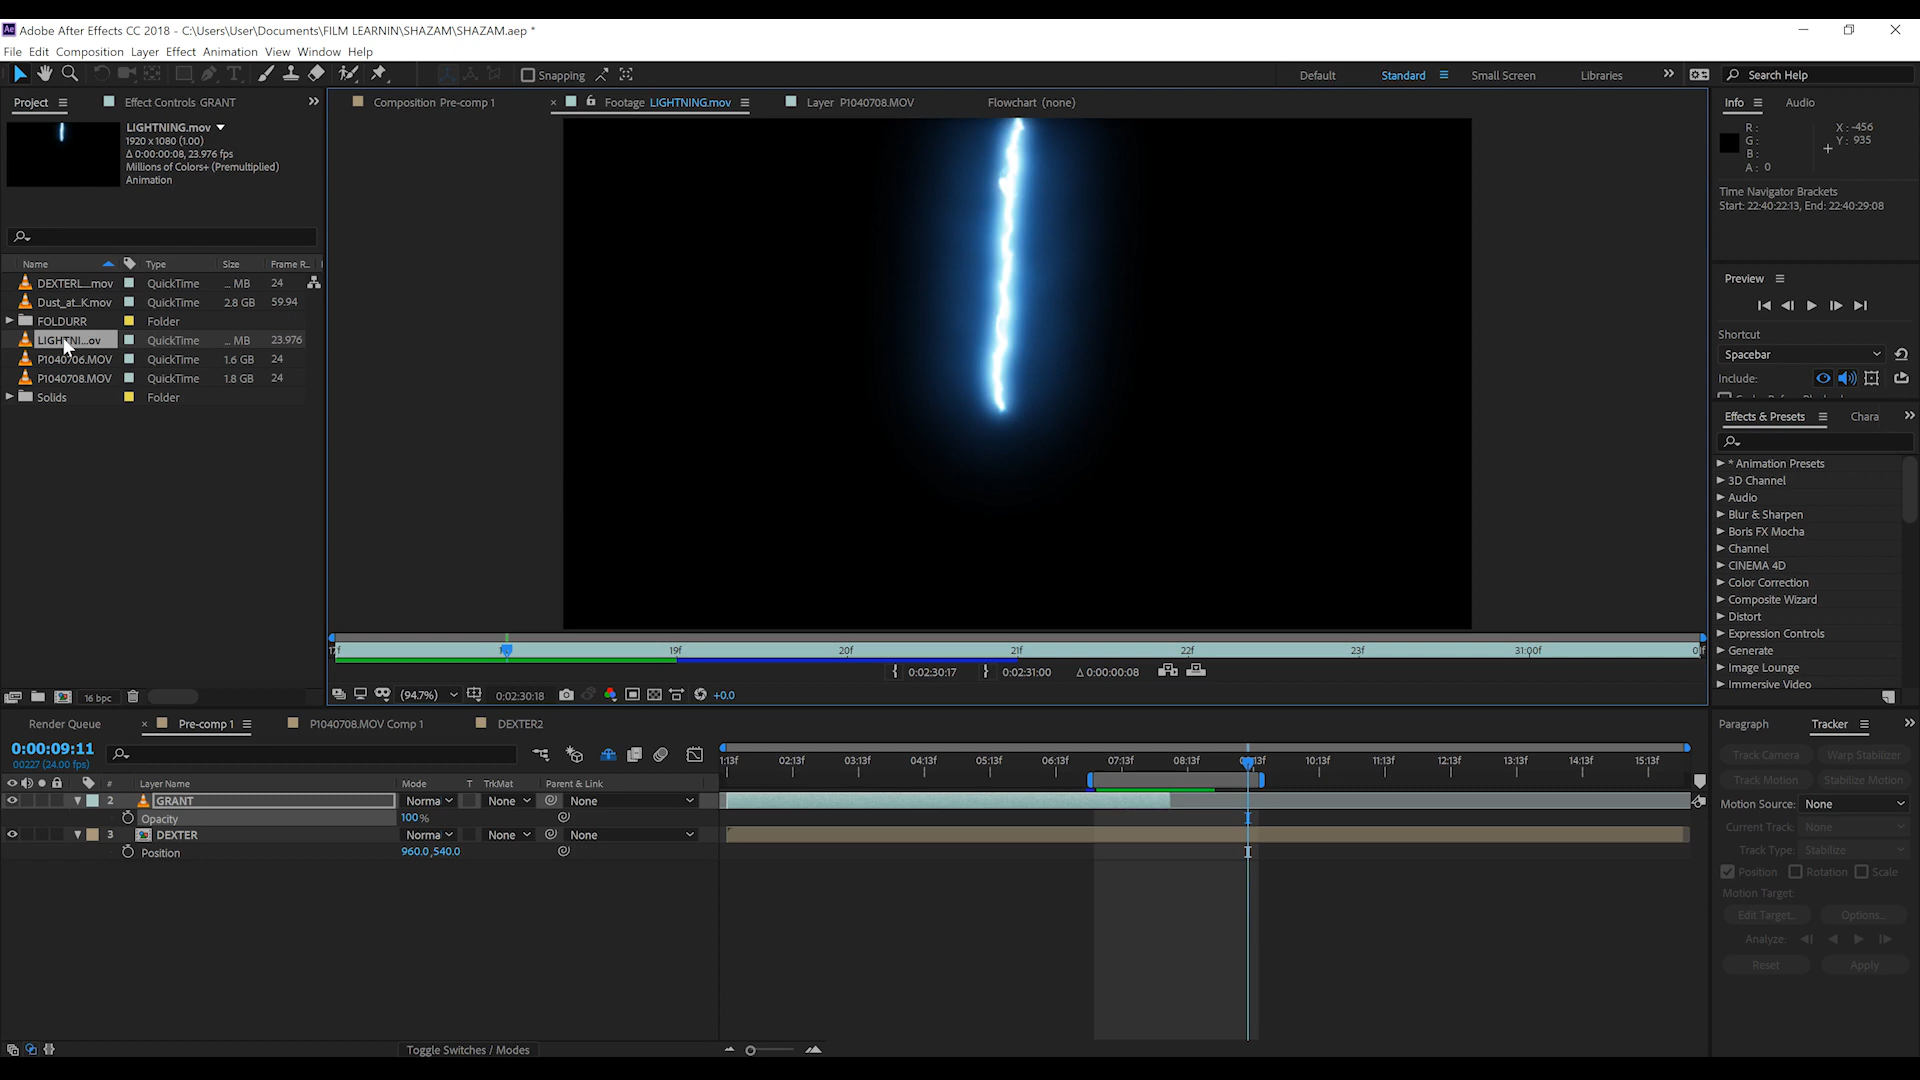 Adobe After Effects CC 2018 - C:\Users\User\Documents\FILM LEARNIN\SHAZAM\SHAZAM.aep *
File Edit Composition Layer Effect Animation View Window Help
Snapping Default Standard Small Screen Libraries Search Help
Project Effect Controls GRANT Composition Pre-comp 1 Footage LIGHTNING.mov Layer P1040708.MOV Flowchart (none) Info Audio
LIGHTNING.mov
1920 x 1080 (1.00)
Δ 0:00:00:08, 23.976 fps
Millions of Colors+ (Premultiplied)
Animation
R: X: -456
G: Y: 935
B:
A: 0
Time Navigator Brackets
Start: 22:40:22:13, End: 22:40:29:08
Name Type Size Frame R...
DEXTERL...mov QuickTime ... MB 24
Dust_at...K.mov QuickTime 2.8 GB 59.94
FOLDURR Folder
LIGHTNI...ov QuickTime ... MB 23.976
P1040706.MOV QuickTime 1.6 GB 24
P1040708.MOV QuickTime 1.8 GB 24
Solids Folder
Preview
Shortcut
Spacebar
Include:
Effects & Presets Chara
* Animation Presets
3D Channel
Audio
Blur & Sharpen
Boris FX Mocha
Channel
CINEMA 4D
Color Correction
Composite Wizard
Distort
Expression Controls
Generate
Image Lounge
Immersive Video
17f 19f 20f 21f 22f 23f 31:00f
0:02:30:17 0:02:31:00 Δ 0:00:00:08
16 bpc (94.7%) 0:02:30:18 +0.0
Render Queue Pre-comp 1 P1040708.MOV Comp 1 DEXTER2
0:00:09:11
00227 (24.00 fps)
1:13f 02:13f 03:13f 04:13f 05:13f 06:13f 07:13f 08:13f 10:13f 11:13f 12:13f 13:13f 14:13f 15:13f
# Layer Name Mode T TrkMat Parent & Link
2 GRANT Norma None None
Opacity 100%
3 DEXTER Norma None None
Position 960.0,540.0
Toggle Switches / Modes
Paragraph Tracker
Track Camera Warp Stabilizer
Track Motion Stabilize Motion
Motion Source: None
Current Track: None
Track Type: Stabilize
Position Rotation Scale
Motion Target:
Edit Target... Options...
Analyze:
Reset Apply